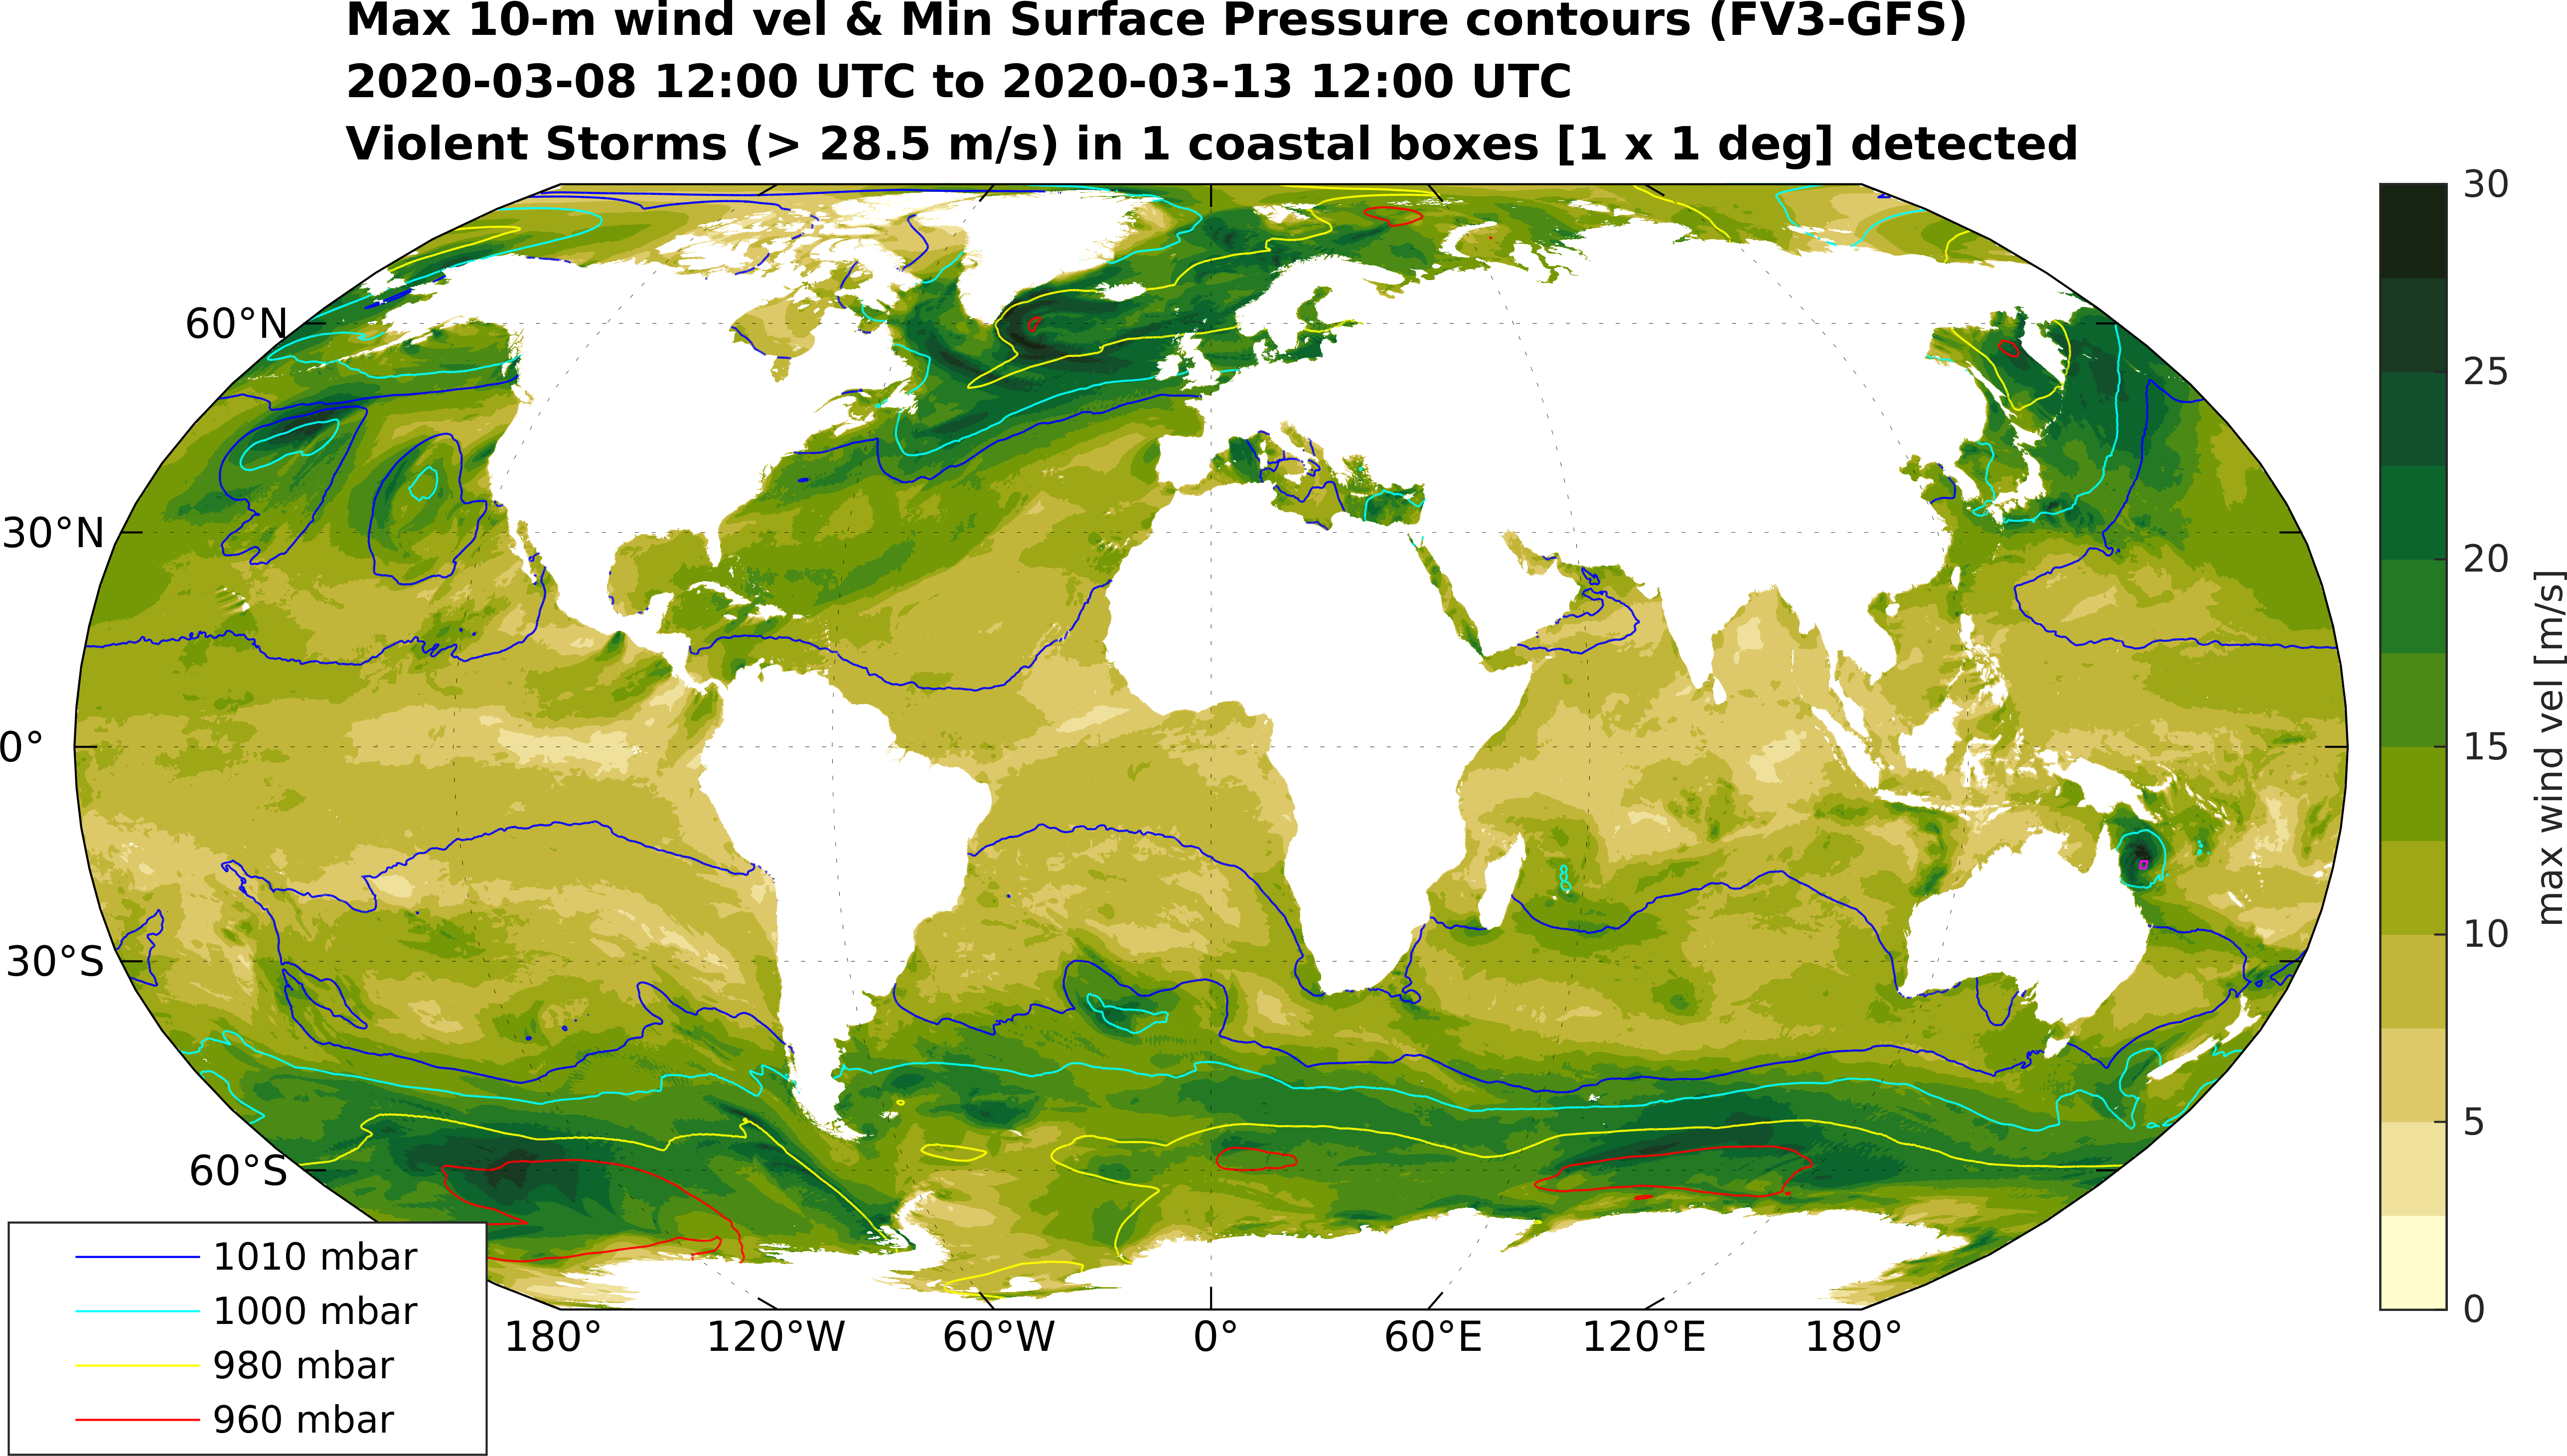 Max 10-m wind vel & Min Surface Pressure contours (FV3-GFS)
2020-03-08 12:00 UTC to 2020-03-13 12:00 UTC
Violent Storms (> 28.5 m/s) in 1 coastal boxes [1 x 1 deg] detected
60°N
30°N
0°
30°S
60°S
180°
120°W
60°W
0°
60°E
120°E
180°
1010 mbar
1000 mbar
980 mbar
960 mbar
30
25
20
15
10
5
0
max wind vel [m/s]